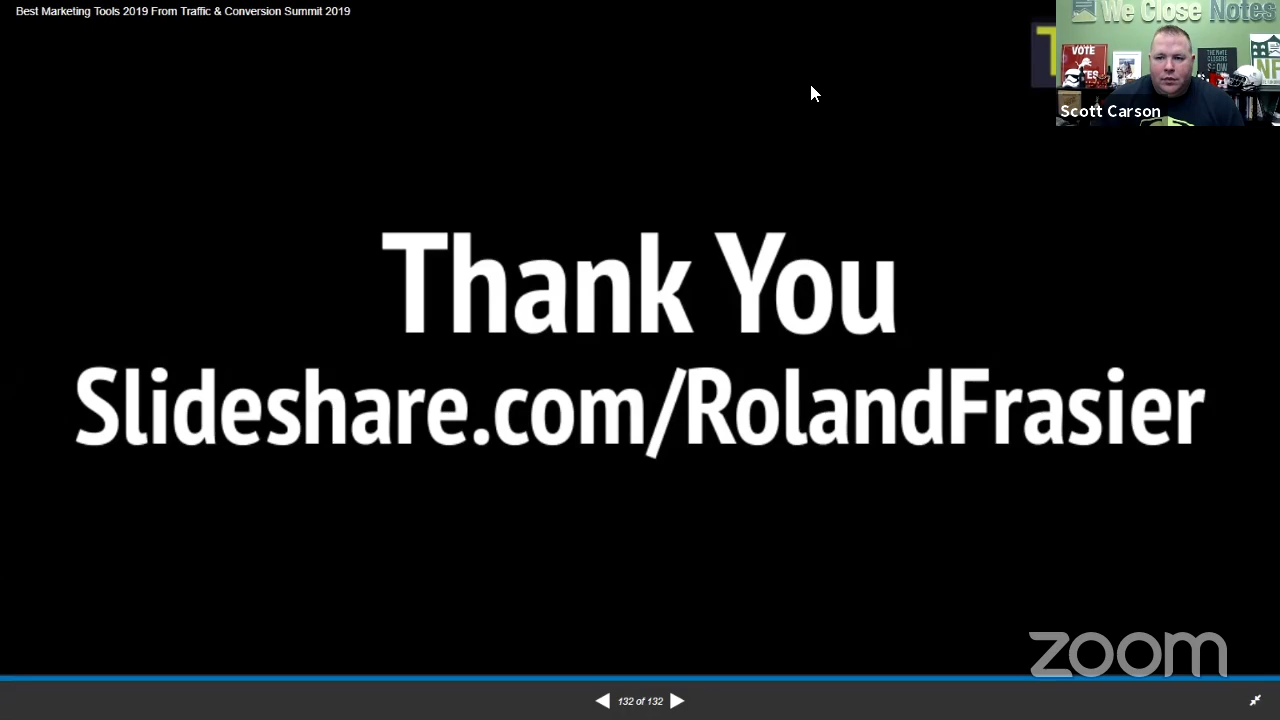 Best Marketing Tools 2019 From Traffic & Conversion Summit 2019
We Close Notes
VOTE
Scott Carson
Thank You
Slideshare.com/RolandFrasier
zoom
132 of 132